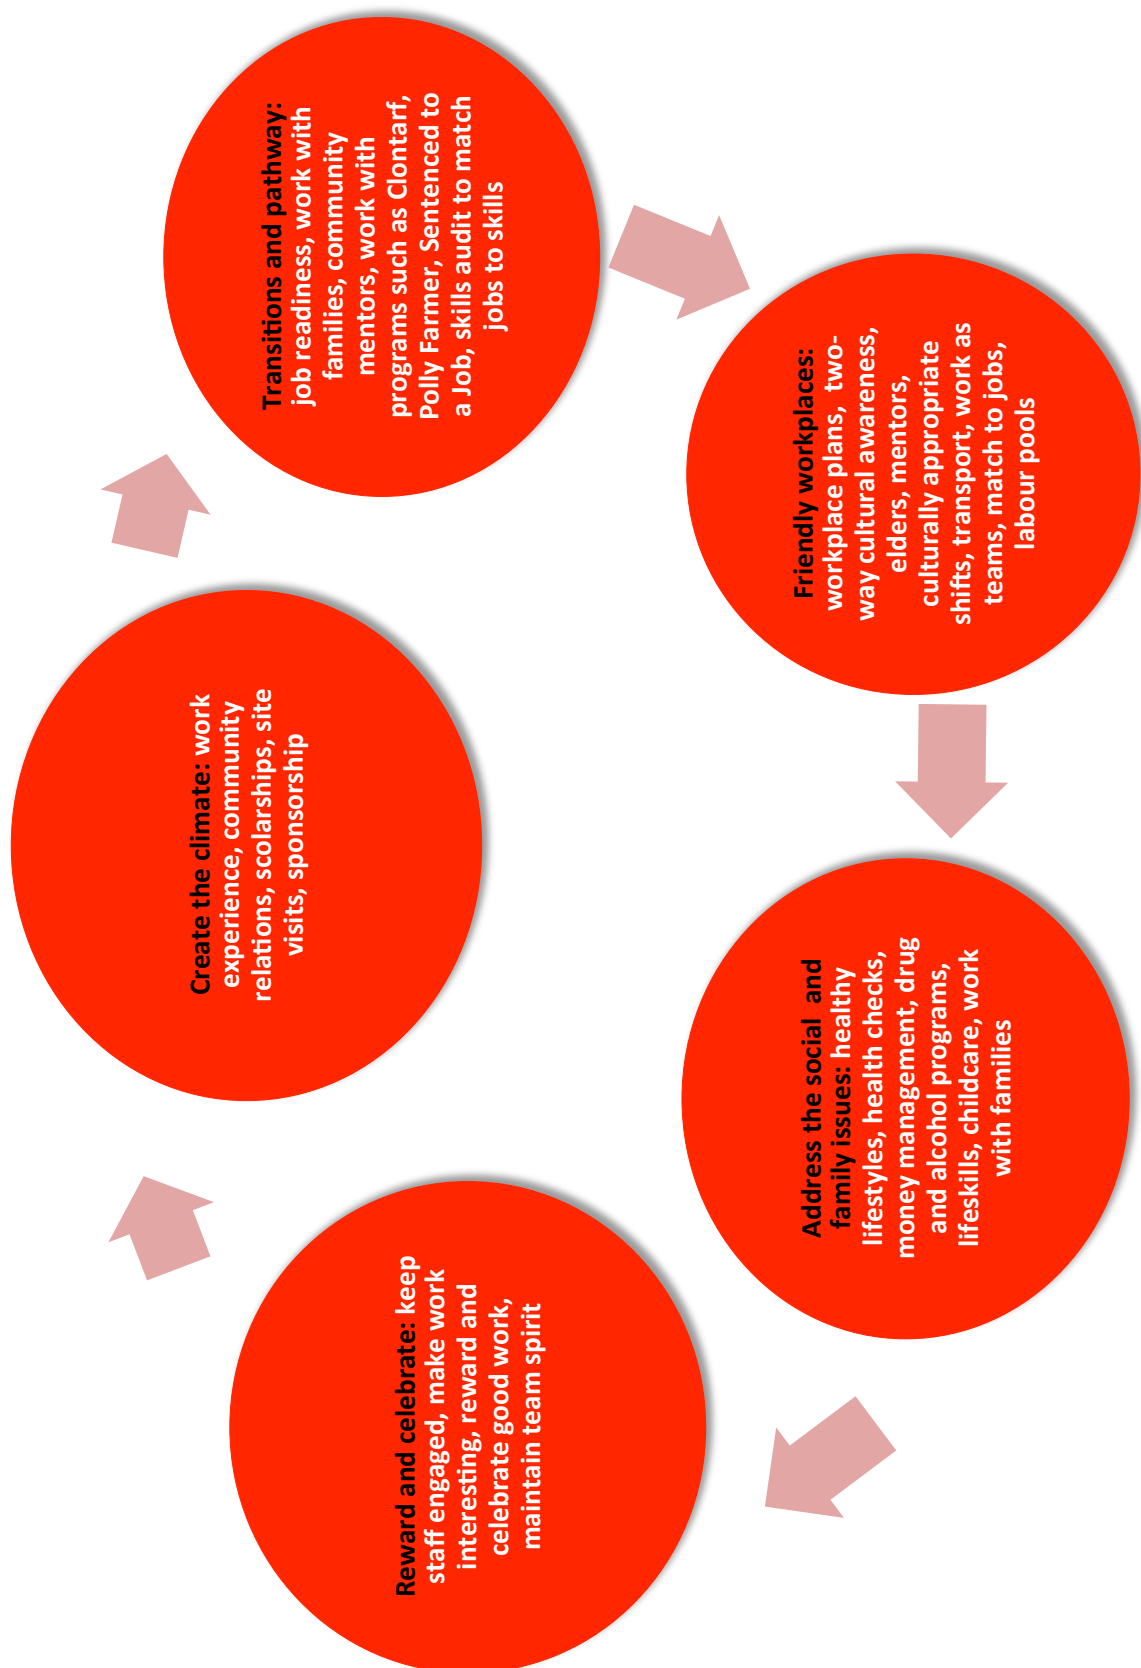 Create the climate: work
experience, community
relations, scolarships, site
visits, sponsorship
Transitions and pathway:
job readiness, work with
families, community
mentors, work with
programs such as Clontarf,
Polly Farmer, Sentenced to
a Job, skills audit to match
jobs to skills
Friendly workplaces:
workplace plans, two-
way cultural awareness,
elders, mentors,
culturally appropriate
shifts, transport, work as
teams, match to jobs,
labour pools
Address the social and
family issues: healthy
lifestyles, health checks,
money management, drug
and alcohol programs,
lifeskills, childcare, work
with families
Reward and celebrate: keep
staff engaged, make work
interesting, reward and
celebrate good work,
maintain team spirit